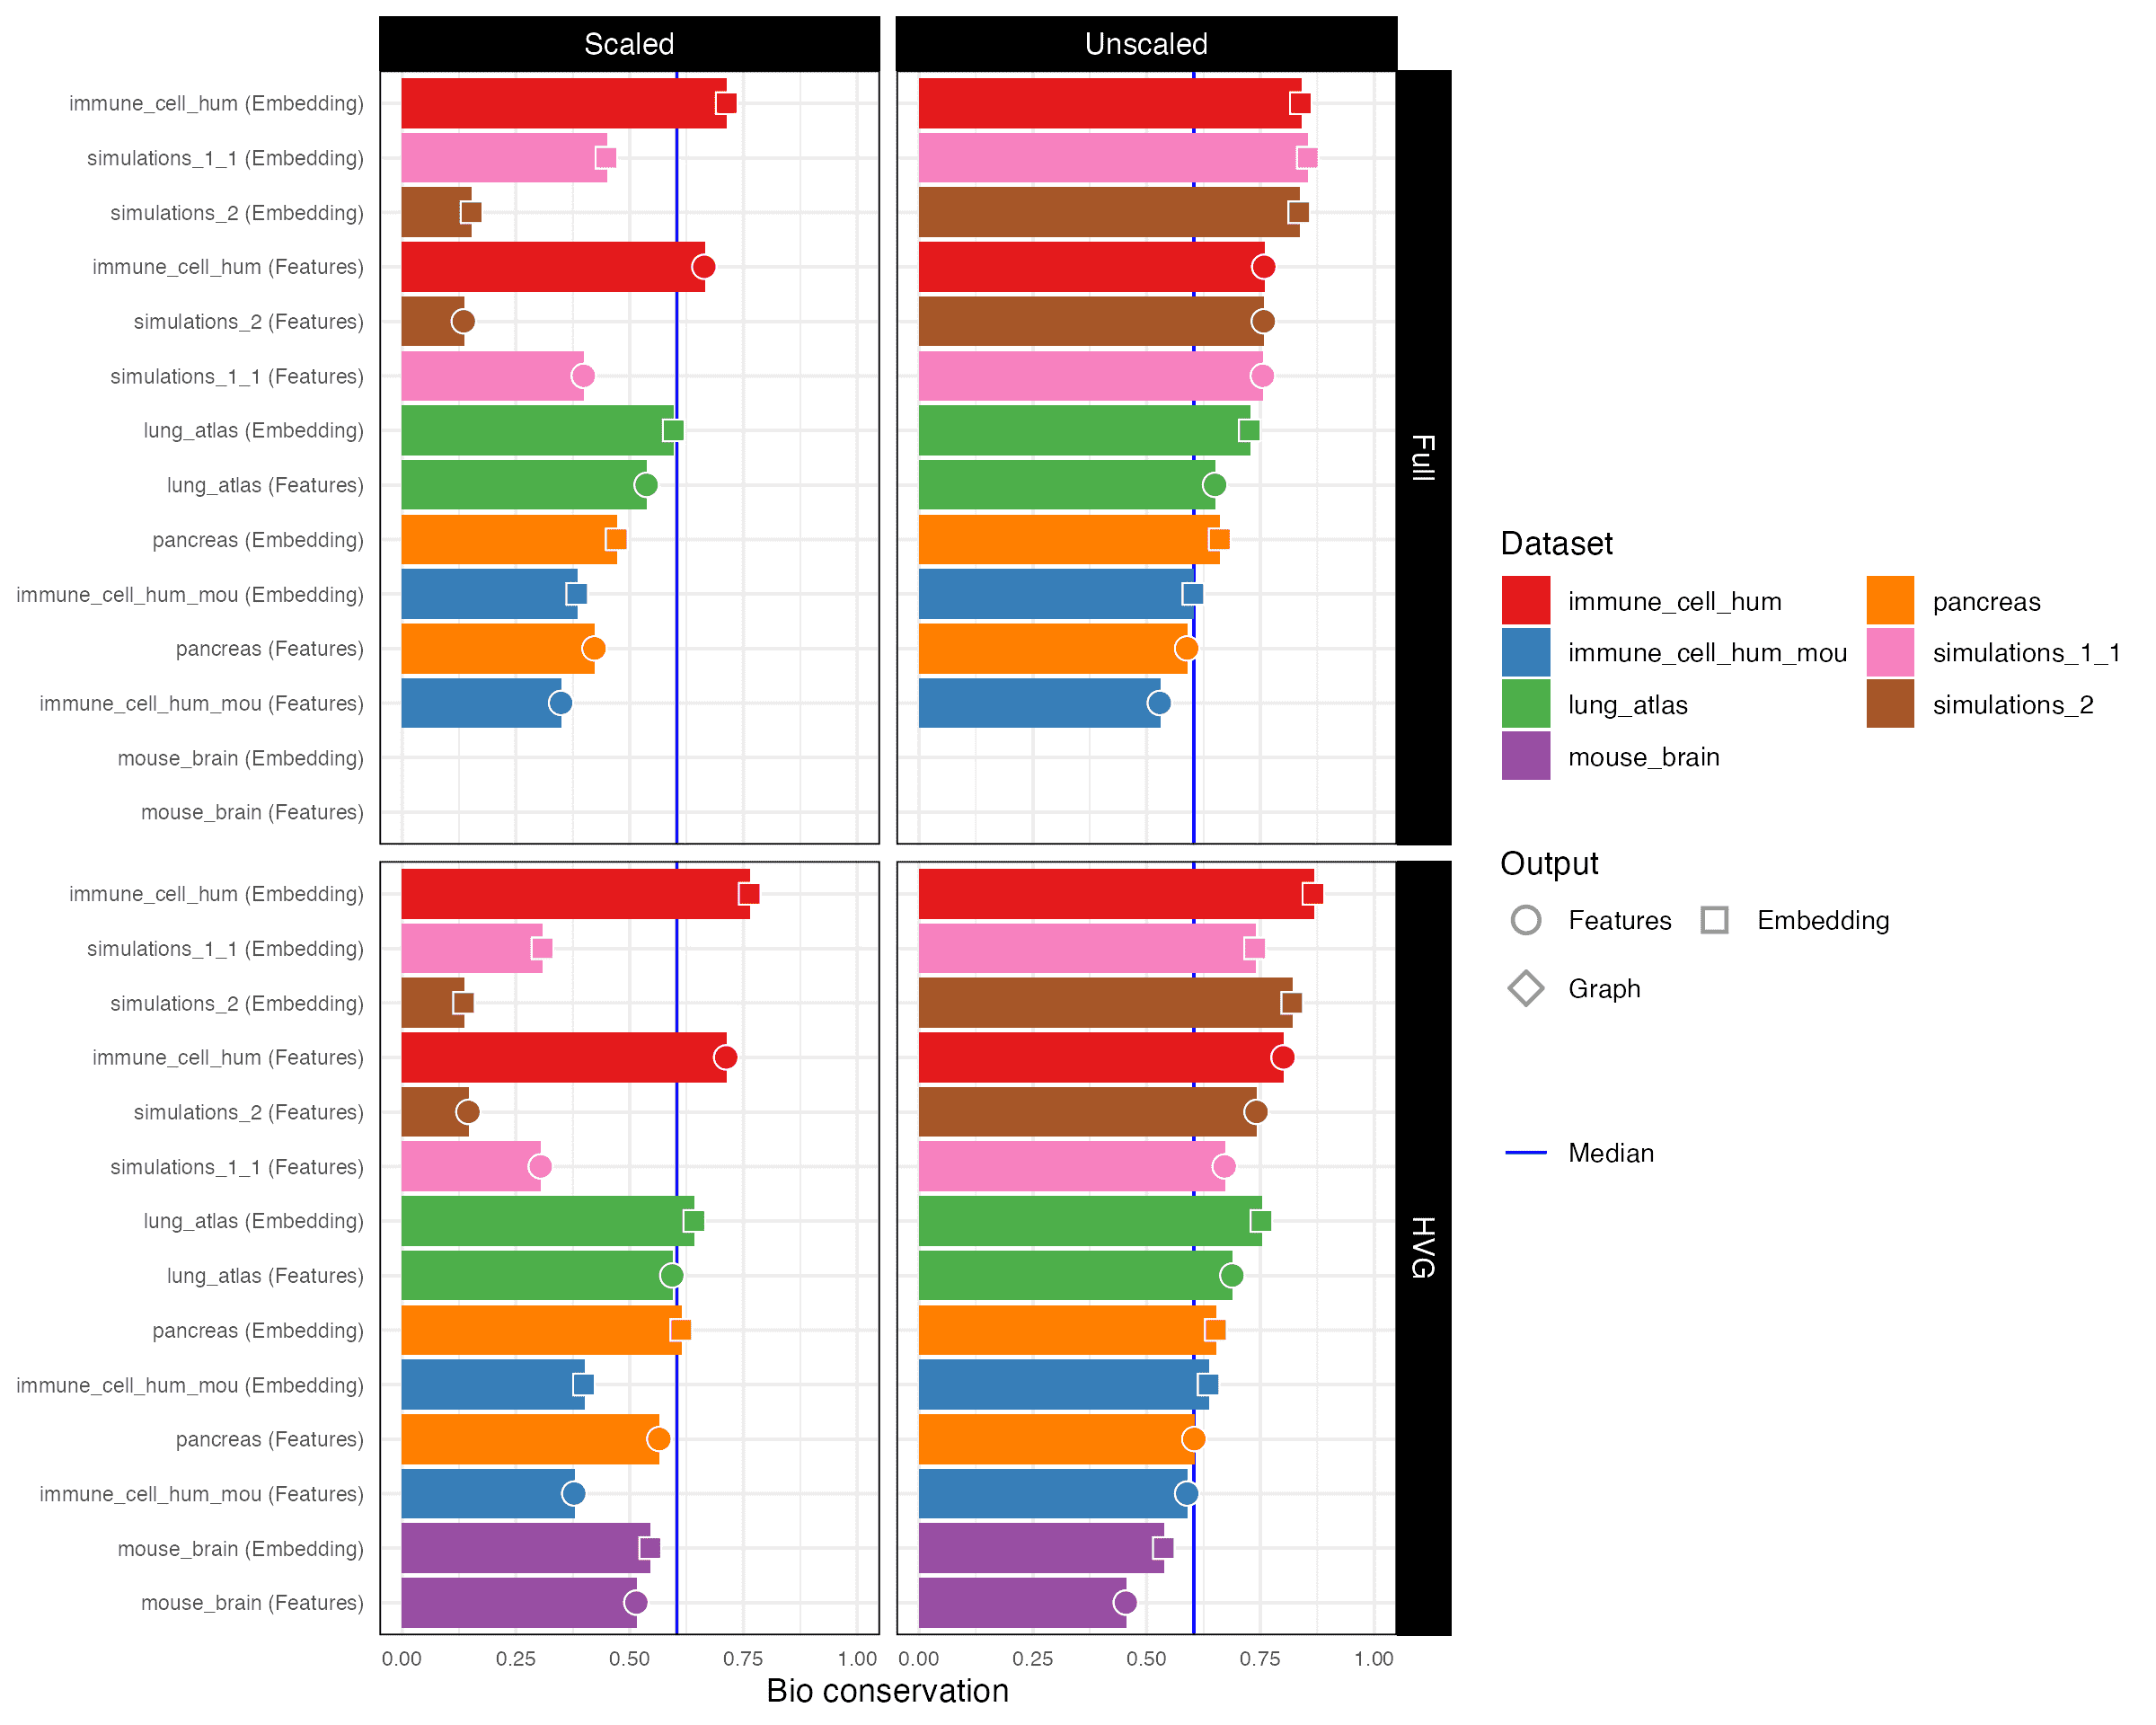 Scaled
Unscaled
immune_cell_hum (Embedding)
simulations_1_1 (Embedding)
simulations_2 (Embedding)
immune_cell_hum (Features)
simulations_2 (Features)
simulations_1_1 (Features)
lung_atlas (Embedding)
lung_atlas (Features)
pancreas (Embedding)
immune_cell_hum_mou (Embedding)
pancreas (Features)
immune_cell_hum_mou (Features)
mouse_brain (Embedding)
mouse_brain (Features)
Full
immune_cell_hum (Embedding)
simulations_1_1 (Embedding)
simulations_2 (Embedding)
immune_cell_hum (Features)
simulations_2 (Features)
simulations_1_1 (Features)
lung_atlas (Embedding)
lung_atlas (Features)
pancreas (Embedding)
immune_cell_hum_mou (Embedding)
pancreas (Features)
immune_cell_hum_mou (Features)
mouse_brain (Embedding)
mouse_brain (Features)
HVG
0.00 0.25 0.50 0.75 1.00 0.00 0.25 0.50 0.75 1.00
Bio conservation
Dataset
immune_cell_hum
immune_cell_hum_mou
lung_atlas
mouse_brain
pancreas
simulations_1_1
simulations_2
Output
Features
Embedding
Graph
Median